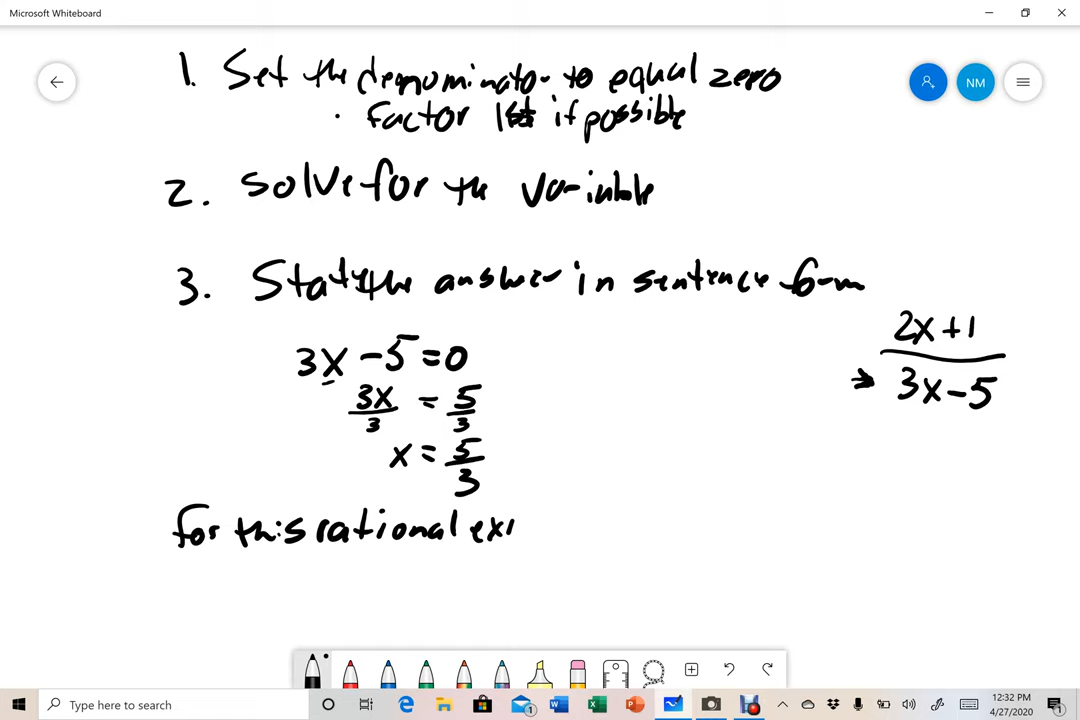 Microsoft Whiteboard
NM
1. Set the denominator to equal zero
· factor 1st if possible
2. Solve for the variable
3. State the answer in sentence form
2x + 1
3x - 5 = 0
→ 3x - 5
3x = 5
3 3
x = 5
3
for this rational exp
Type here to search
12:32 PM
4/27/2020